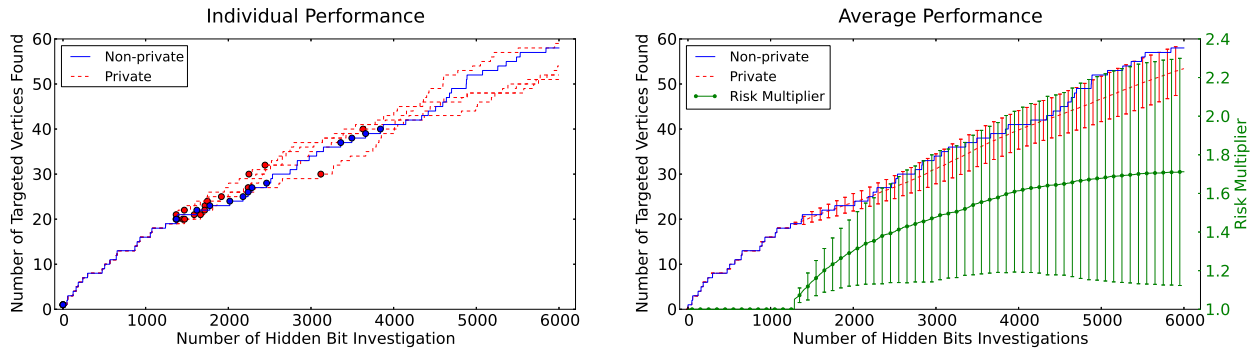 Individual Performance
Number of Targeted Vertices Found
60
50
40
30
20
10
0
Non-private
Private
0 1000 2000 3000 4000 5000 6000
Number of Hidden Bit Investigation
Average Performance
Number of Targeted Vertices Found
60
50
40
30
20
10
0
Non-private
Private
Risk Multiplier
2.4
2.2
2.0
1.8
1.6
1.4
1.2
1.0
Risk Multiplier
0 1000 2000 3000 4000 5000 6000
Number of Hidden Bits Investigations